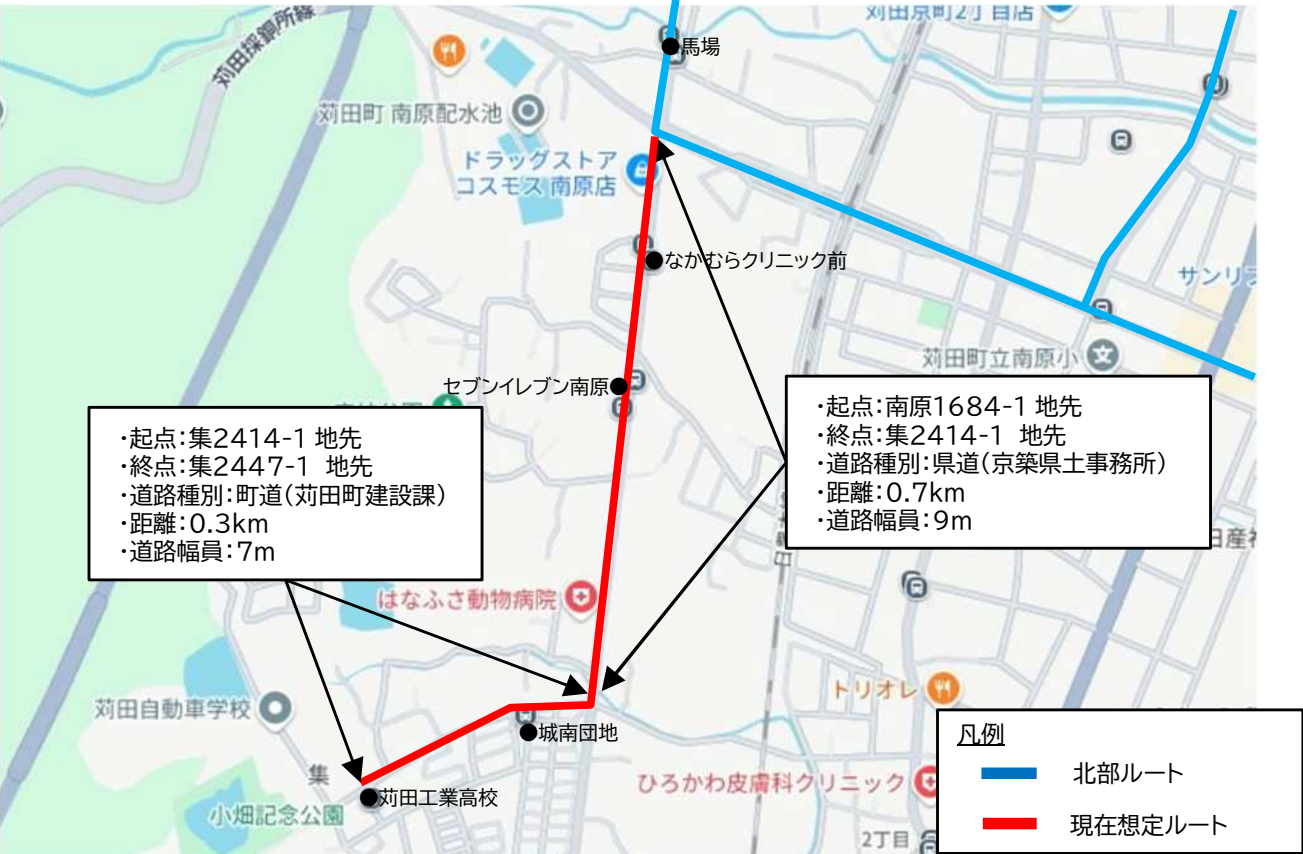 苅田採銅所線
苅田京町2丁目店
馬場
苅田町 南原配水池
ドラッグストア
コスモス 南原店
なかむらクリニック前
サンリブ
苅田町立南原小
セブンイレブン南原
・起点:集2414-1 地先
・終点:集2447-1 地先
・道路種別:町道(苅田町建設課)
・距離:0.3km
・道路幅員:7m
・起点:南原1684-1 地先
・終点:集2414-1 地先
・道路種別:県道(京築県土事務所)
・距離:0.7km
・道路幅員:9m
はなふさ動物病院
苅田自動車学校
トリオレ
城南団地
集
苅田工業高校
小畑記念公園
ひろかわ皮膚科クリニック
2丁目
凡例
北部ルート
現在想定ルート